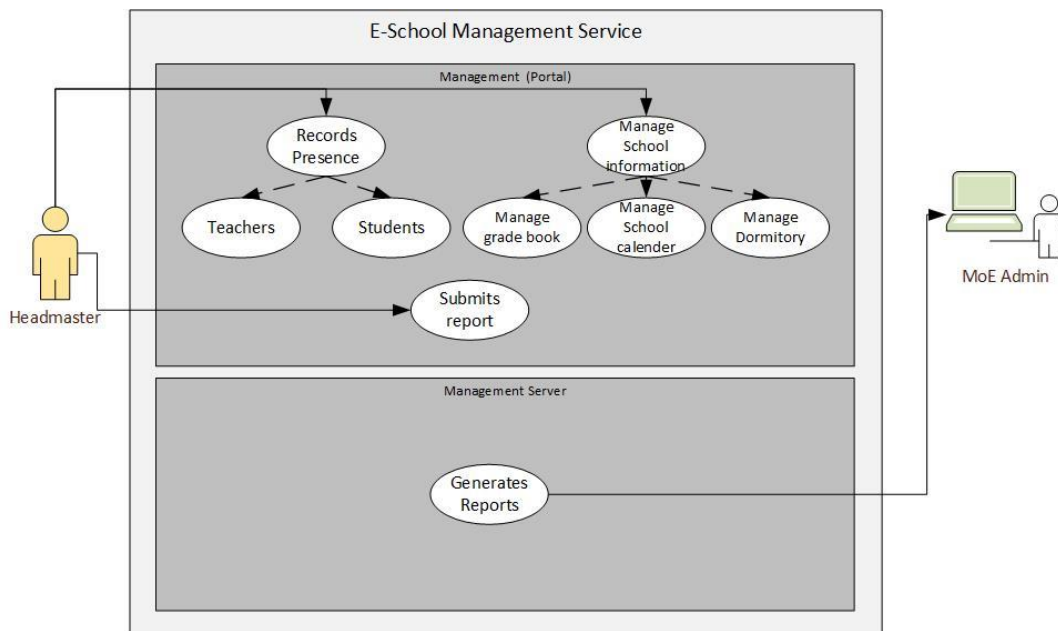 E-School Management Service
Management (Portal)
Records
Presence
Manage
School
information
Teachers
Students
Manage
grade book
Manage
School
calender
Manage
Dormitory
Submits
report
Headmaster
MoE Admin
Management Server
Generates
Reports